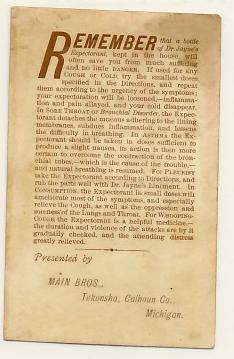 REMEMBER that a bottle
of Dr. Jayne's
Expectorant, kept in the house, will
often save you from much suffering
and no little DANGER. If used for any
COUGH or COLD, try the smallest doses
specified in the Directions, and repeat
them according to the urgency of the symptoms;
your expectoration will be loosened,—inflamma-
tion and pain allayed, and your cold disappear.
In SORE THROAT or Bronchial Disorder, the Expec-
torant detaches the mucous adhering to the lining
membranes, subdues inflammation, and lessens
the difficulty in breathing. In ASTHMA the Ex-
pectorant should be taken in doses sufficient to
produce a slight nausea, its action is then more
certain to overcome the contraction of the bron-
chial tubes,—which is the cause of the trouble,—
and natural breathing is resumed. For PLEURISY
take the Expectorant according to Directions, and
rub the parts well with Dr. Jayne's Liniment. In
CONSUMPTION, the Expectorant in small doses will
ameliorate most of the symptoms, and especially
relieve the Cough, as well as the oppression and
soreness of the Lungs and Throat. For WHOOPING-
COUGH the Expectorant is a helpful medicine,—
the duration and violence of the attacks are by it
gradually checked, and the attending distress
greatly relieved.
Presented by
MAIN BROS.,
Tekonsha, Calhoun Co.,
Michigan.